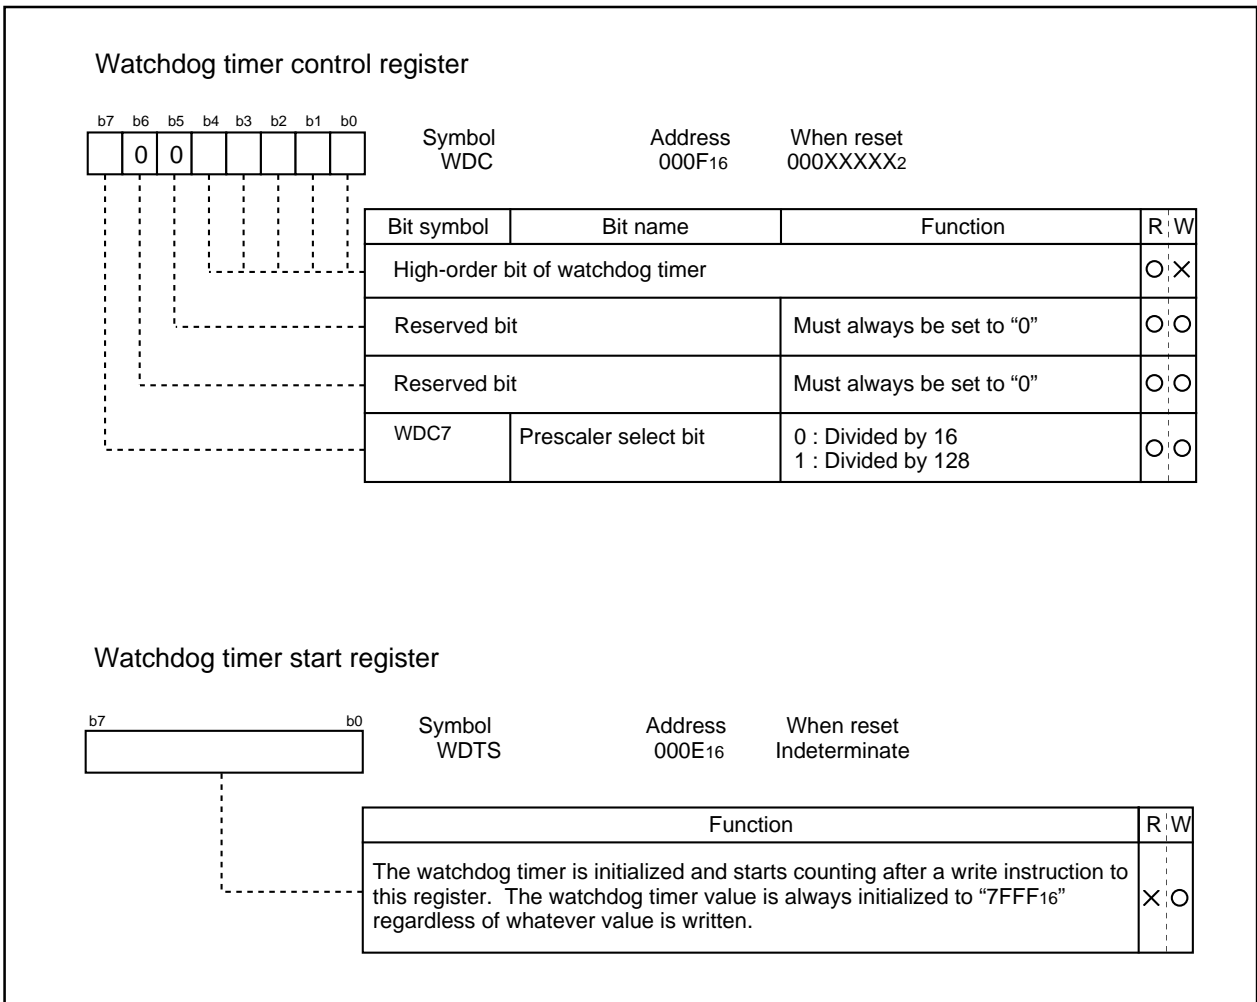 Watchdog timer control register
b7 b6 b5 b4 b3 b2 b1 b0
0 0
Symbol Address When reset
WDC 000F16 000XXXXX2
Bit symbol Bit name Function R W
High-order bit of watchdog timer
Reserved bit Must always be set to “0”
Reserved bit Must always be set to “0”
WDC7 Prescaler select bit 0 : Divided by 16
1 : Divided by 128
Watchdog timer start register
b7 b0
Symbol Address When reset
WDTS 000E16 Indeterminate
Function R W
The watchdog timer is initialized and starts counting after a write instruction to
this register. The watchdog timer value is always initialized to “7FFF16”
regardless of whatever value is written.